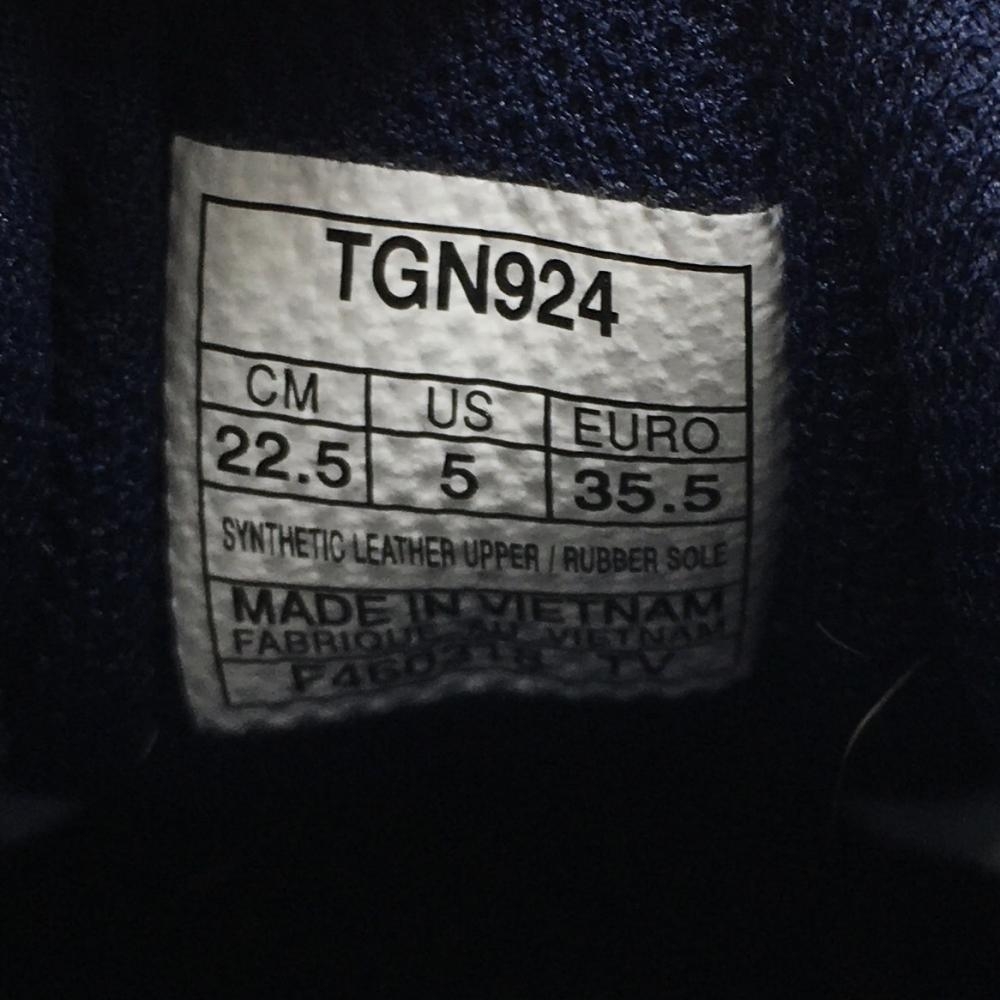 TGN924
CM US EURO
22.5 5 35.5
SYNTHETIC LEATHER UPPER / RUBBER SOLE
MADE IN VIETNAM
FABRIQUE AU VIETNAM
TV